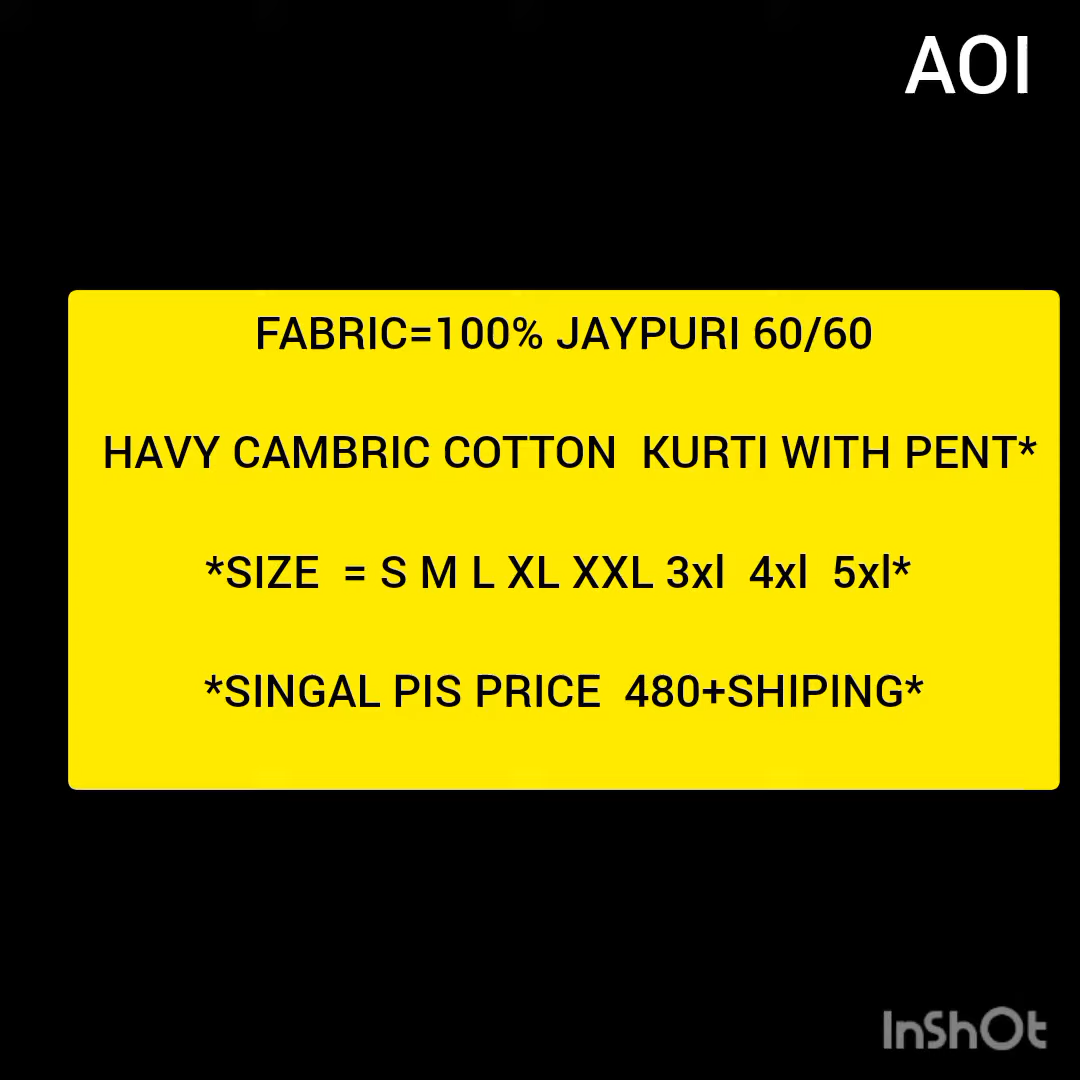 AOI
FABRIC=100% JAYPURI 60/60
HAVY CAMBRIC COTTON  KURTI WITH PENT*
*SIZE  = S M L XL XXL 3xl  4xl  5xl*
*SINGAL PIS PRICE  480+SHIPING*
InShOt